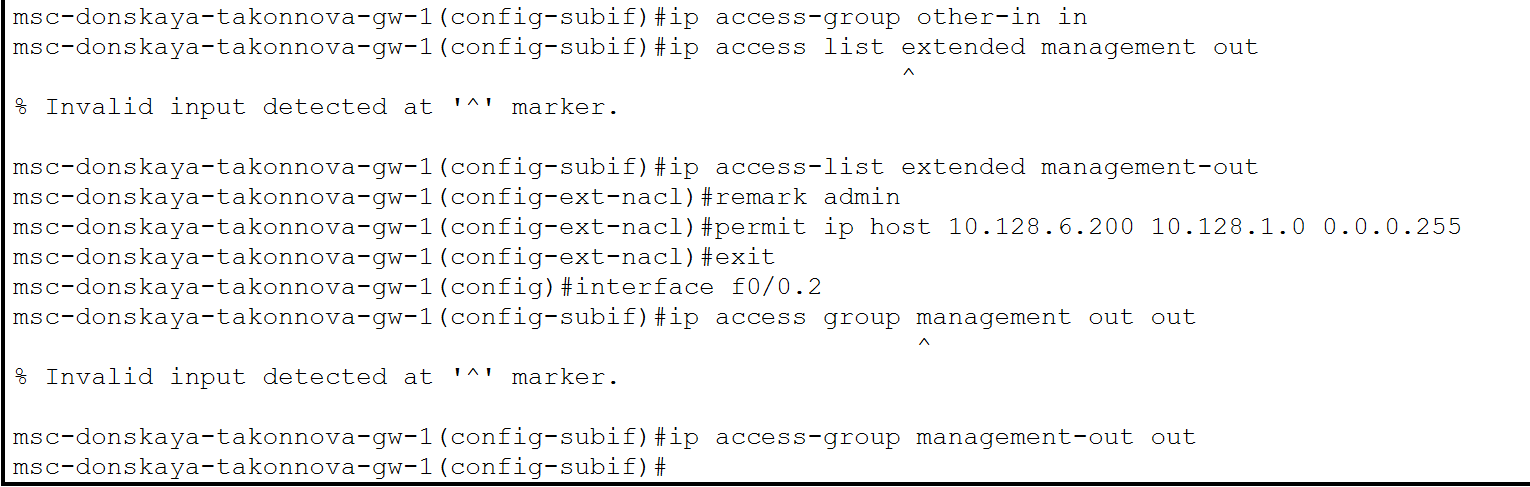 msc-donskaya-takonnova-gw-1(config-subif)#ip access-group other-in in
msc-donskaya-takonnova-gw-1(config-subif)#ip access list extended management out
^
% Invalid input detected at '^' marker.
msc-donskaya-takonnova-gw-1(config-subif)#ip access-list extended management-out
msc-donskaya-takonnova-gw-1(config-ext-nacl)#remark admin
msc-donskaya-takonnova-gw-1(config-ext-nacl)#permit ip host 10.128.6.200 10.128.1.0 0.0.0.255
msc-donskaya-takonnova-gw-1(config-ext-nacl)#exit
msc-donskaya-takonnova-gw-1(config)#interface f0/0.2
msc-donskaya-takonnova-gw-1(config-subif)#ip access group management out out
^
% Invalid input detected at '^' marker.
msc-donskaya-takonnova-gw-1(config-subif)#ip access-group management-out out
msc-donskaya-takonnova-gw-1(config-subif)#